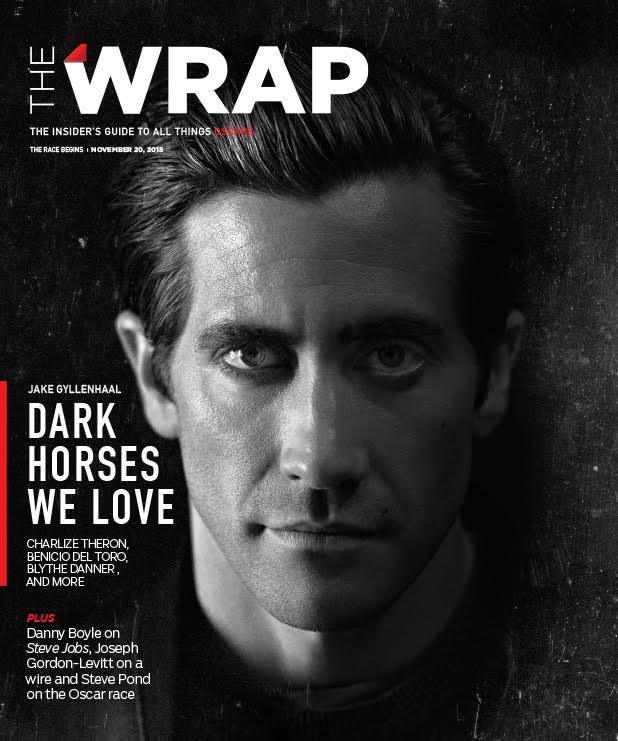 THE WRAP
THE INSIDER'S GUIDE TO ALL THINGS OSCARS
THE RACE BEGINS | NOVEMBER 20, 2015
JAKE GYLLENHAAL
DARK
HORSES
WE LOVE
CHARLIZE THERON,
BENICIO DEL TORO,
BLYTHE DANNER ,
AND MORE
PLUS
Danny Boyle on
Steve Jobs, Joseph
Gordon-Levitt on a
wire and Steve Pond
on the Oscar race